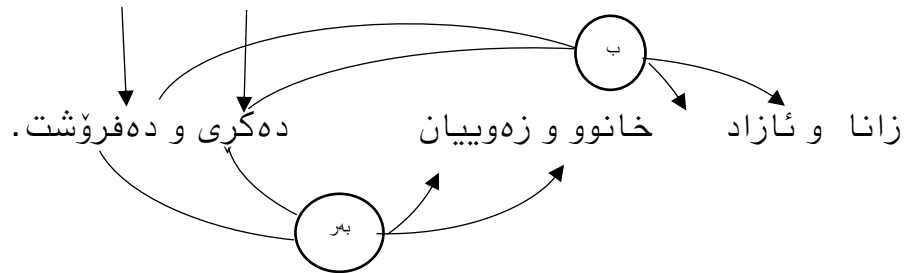 ب
زانا و ئازاد خانوو و زەوییان دەکڕی و دەفرۆشت.
بەر